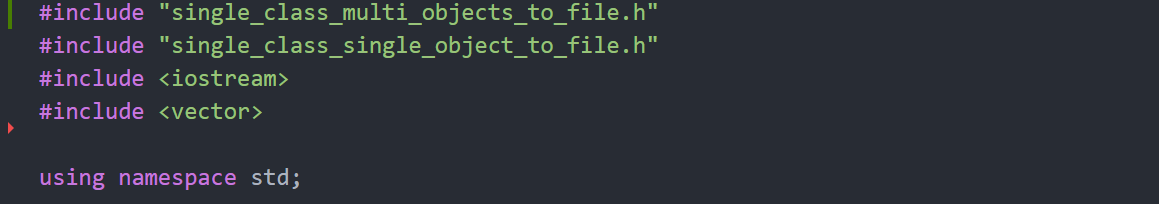 #include "single_class_multi_objects_to_file.h"
#include "single_class_single_object_to_file.h"
#include <iostream>
#include <vector>
using namespace std;